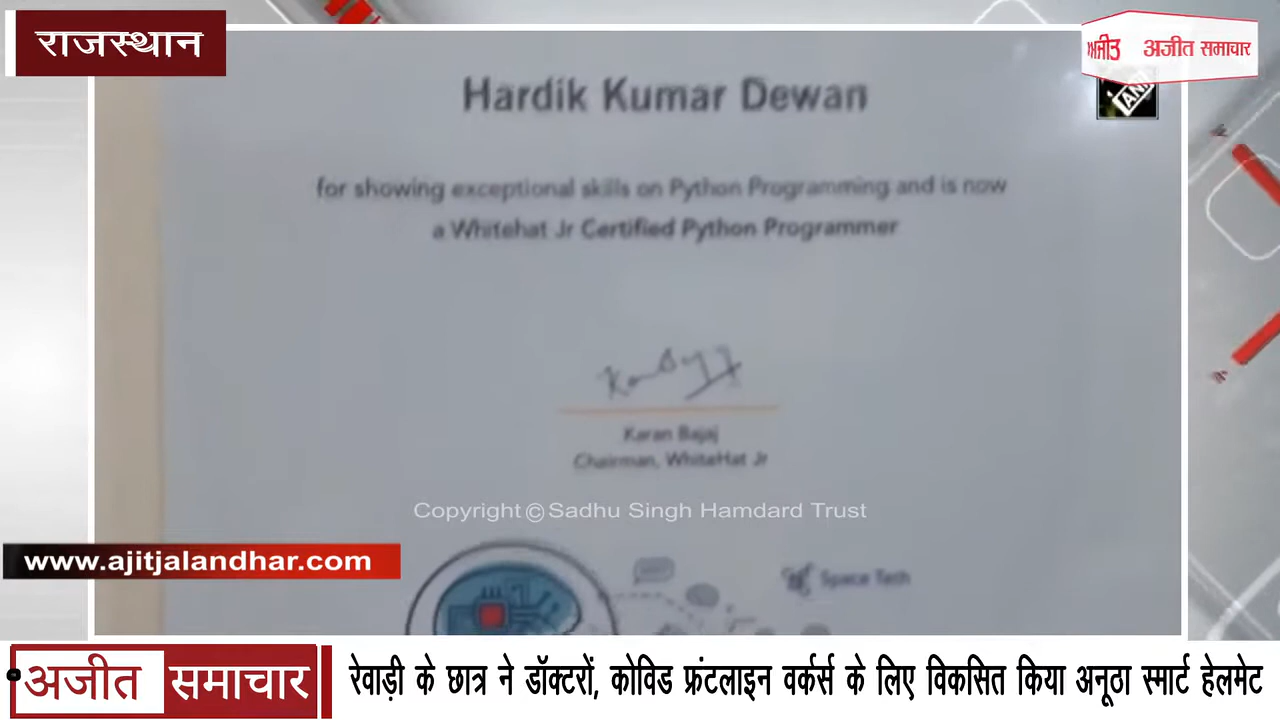 राजस्थान
ਅਜੀਤ अजीत समाचार
ANI
Hardik Kumar Dewan
for showing exceptional skills on Python Programming and is now
a Whitehat Jr Certified Python Programmer
Karan Bajaj
Chairman, WhiteHat Jr
Copyright © Sadhu Singh Hamdard Trust
www.ajitjalandhar.com
Space Tech
अजीत समाचार
रेवाड़ी के छात्र ने डॉक्टरों, कोविड फ्रंटलाइन वर्कर्स के लिए विकसित किया अनूठा स्मार्ट हेलमेट